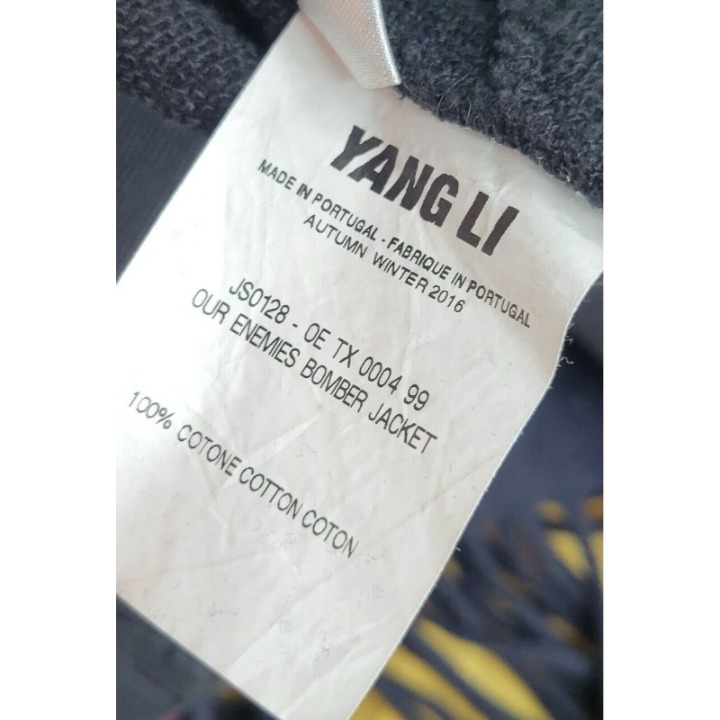 YANG LI
MADE IN PORTUGAL - FABRIQUE IN PORTUGAL
AUTUMN WINTER 2016
JS0128 - 0E TX 0004 99
OUR ENEMIES BOMBER JACKET
100% COTONE COTTON COTON